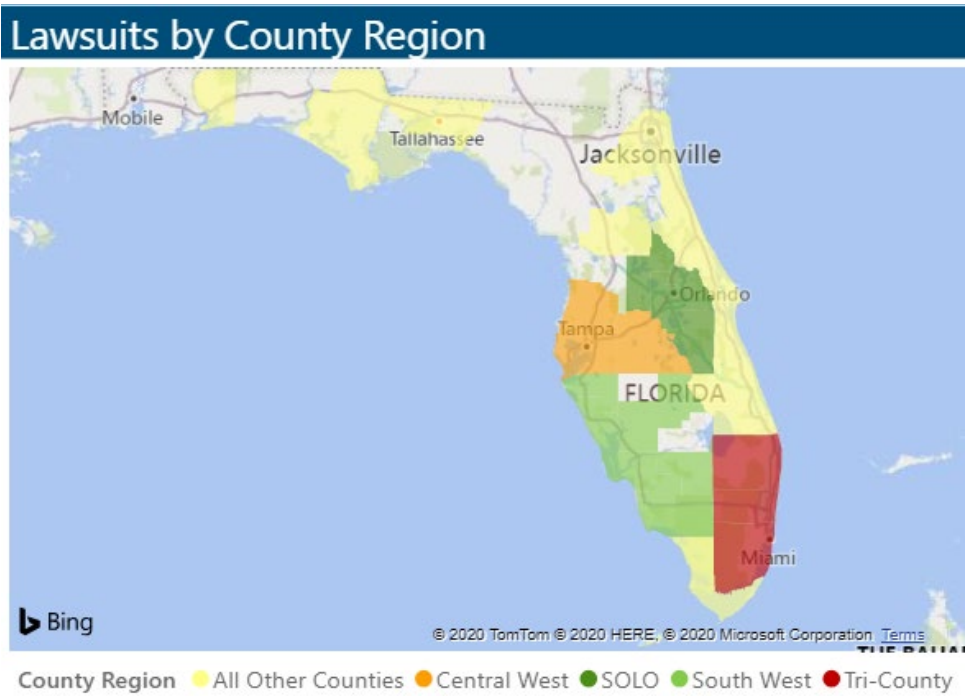 Lawsuits by County Region
Mobile
Tallahassee
Jacksonville
Orlando
Tampa
FLORIDA
Miami
Bing
© 2020 TomTom © 2020 HERE, © 2020 Microsoft Corporation Terms
County Region All Other Counties Central West SOLO South West Tri-County